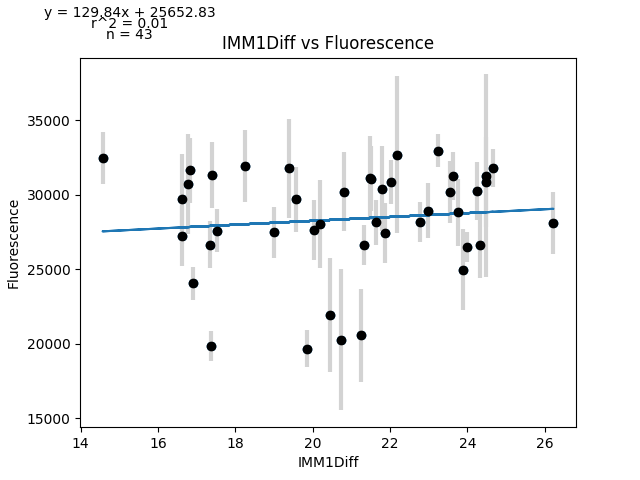 y = 129.84x + 25652.83
r^2 = 0.01
n = 43
IMM1Diff vs Fluorescence
Fluorescence
35000
30000
25000
20000
15000
14 16 18 20 22 24 26
IMM1Diff